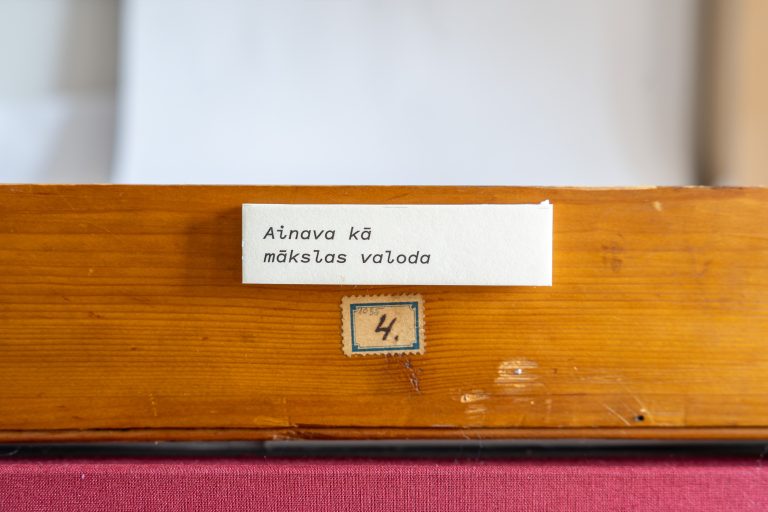 Ainava kā
mākslas valoda
4.